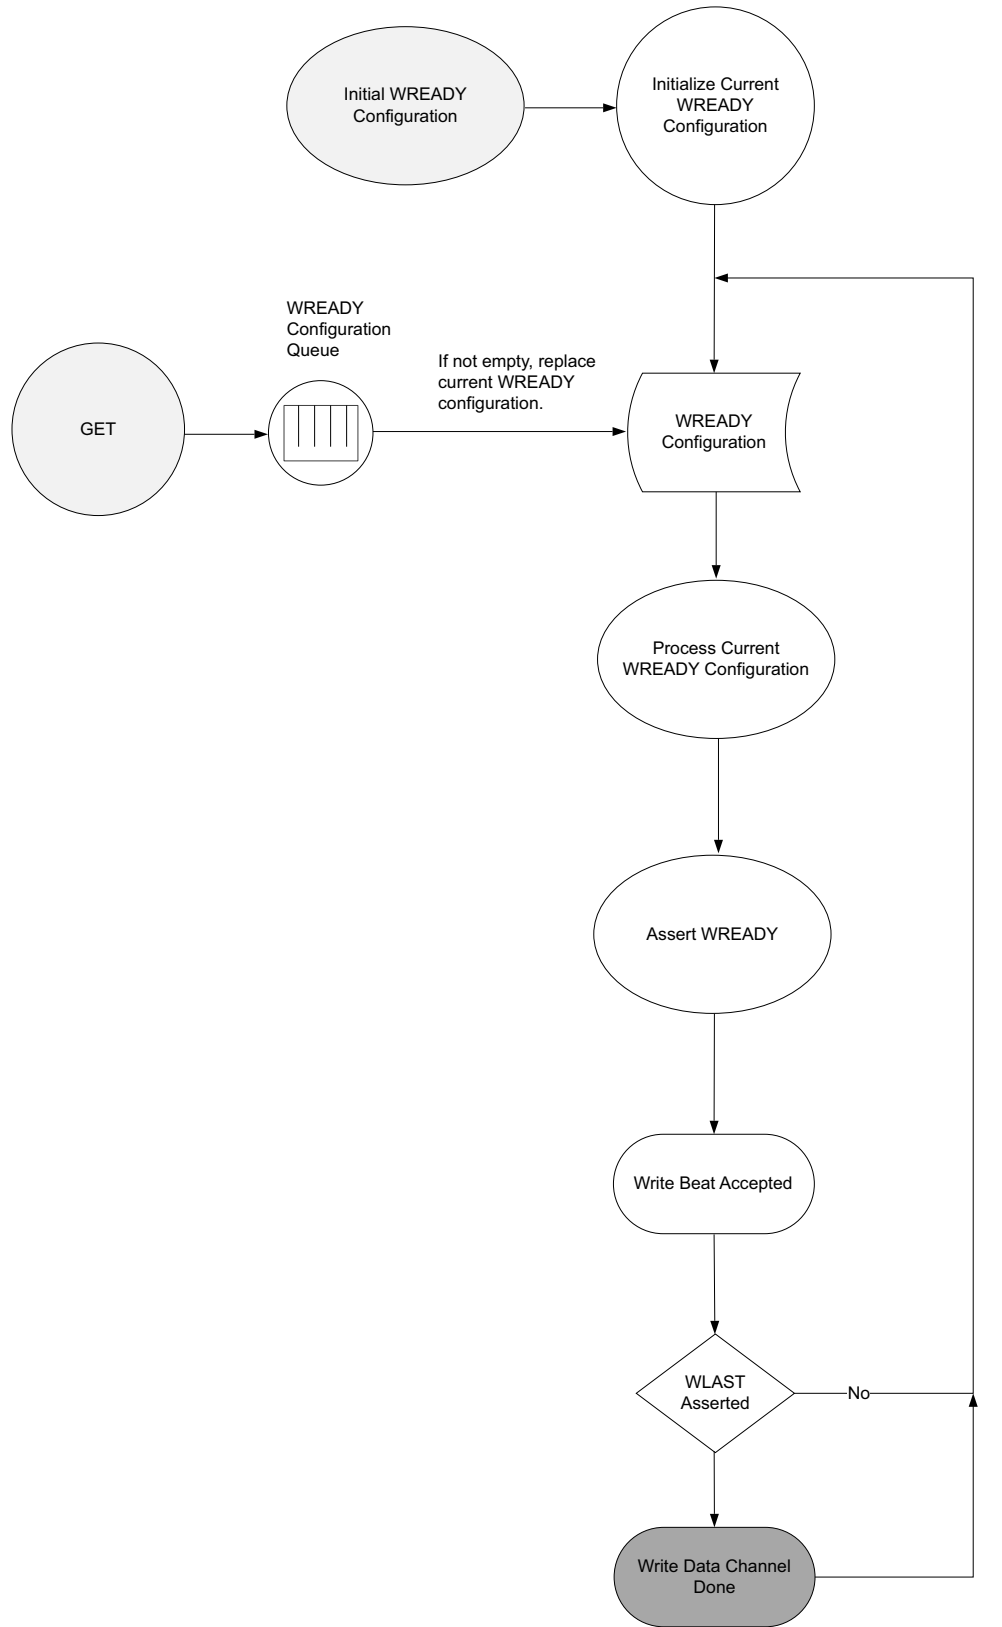 Initial WREADY
Configuration
Initialize Current
WREADY
Configuration
WREADY
Configuration
Queue
If not empty, replace
current WREADY
configuration.
GET
WREADY
Configuration
Process Current
WREADY Configuration
Assert WREADY
Write Beat Accepted
WLAST
Asserted
No
Write Data Channel
Done